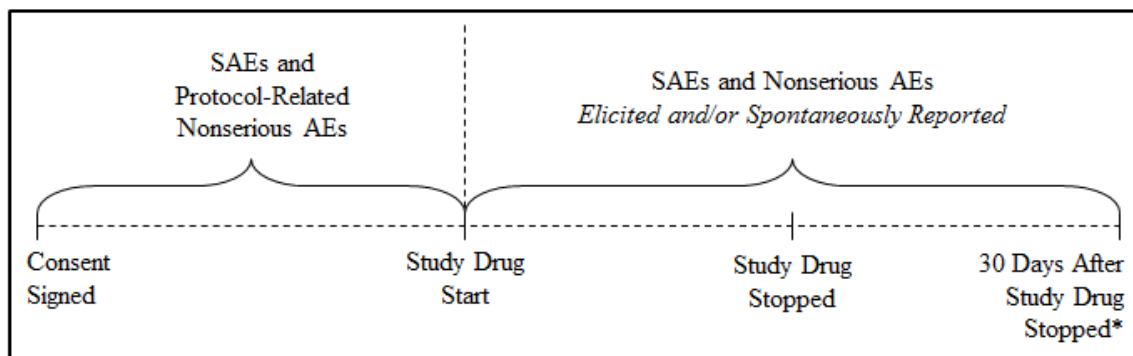 SAEs and
Protocol-Related
Nonserious AEs
SAEs and Nonserious AEs
Elicited and/or Spontaneously Reported
Consent
Signed
Study Drug
Start
Study Drug
Stopped
30 Days After
Study Drug
Stopped*